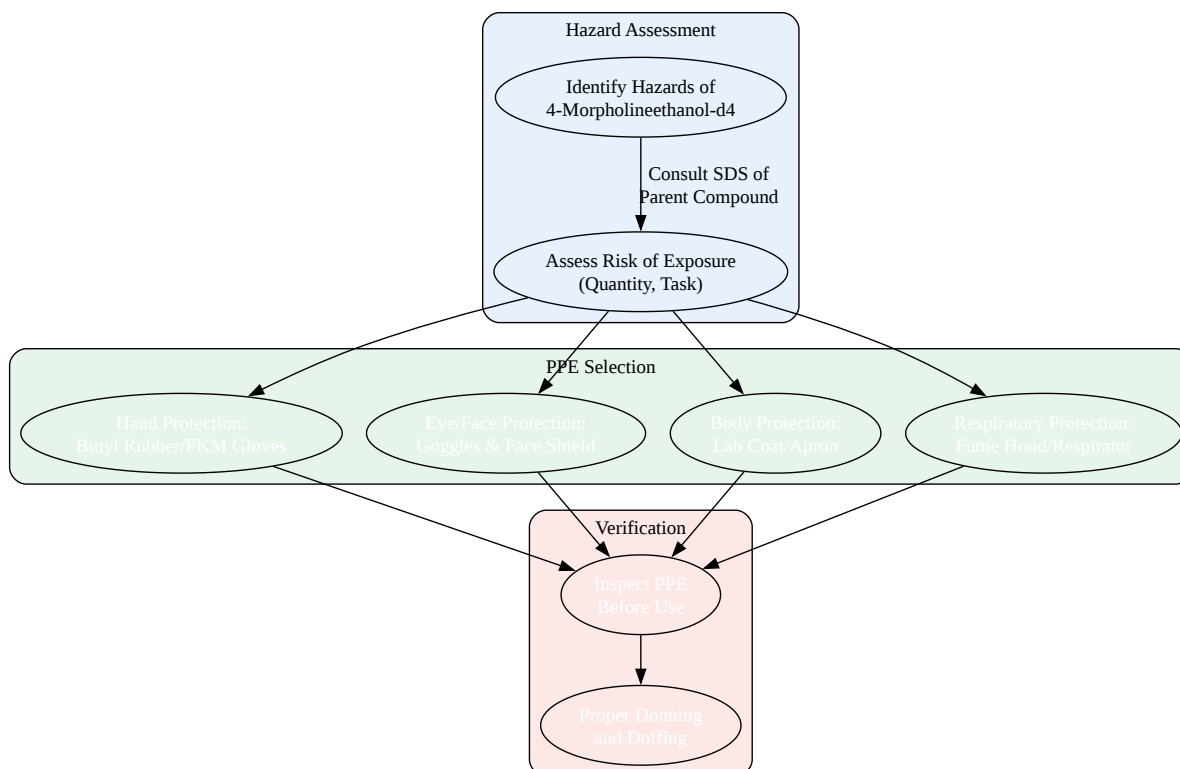 Hazard Assessment
Identify Hazards of
4-Morpholineethanol-d4
Consult SDS of
Parent Compound
Assess Risk of Exposure
(Quantity, Task)
PPE Selection
Hand Protection:
Butyl Rubber/FKM Gloves
Eye/Face Protection:
Goggles & Face Shield
Body Protection:
Lab Coat/Apron
Respiratory Protection:
Fume Hood/Respirator
Verification
Inspect PPE
Before Use
Proper Donning
and Doffing